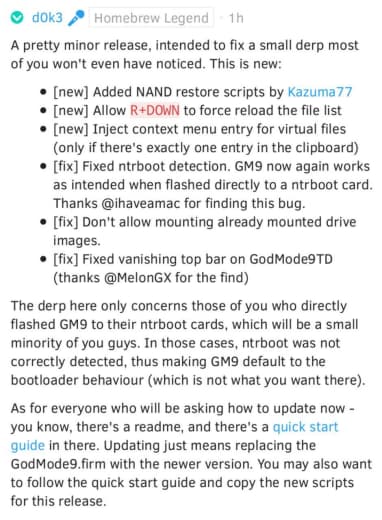 d0k3 Homebrew Legend · 1h
A pretty minor release, intended to fix a small derp most
of you won't even have noticed. This is new:
• [new] Added NAND restore scripts by Kazuma77
• [new] Allow R+DOWN to force reload the file list
• [new] Inject context menu entry for virtual files
(only if there's exactly one entry in the clipboard)
• [fix] Fixed ntrboot detection. GM9 now again works
as intended when flashed directly to a ntrboot card.
Thanks @ihaveamac for finding this bug.
• [fix] Don't allow mounting already mounted drive
images.
• [fix] Fixed vanishing top bar on GodMode9TD
(thanks @MelonGX for the find)
The derp here only concerns those of you who directly
flashed GM9 to their ntrboot cards, which will be a small
minority of you guys. In those cases, ntrboot was not
correctly detected, thus making GM9 default to the
bootloader behaviour (which is not what you want there).
As for everyone who will be asking how to update now -
you know, there's a readme, and there's a quick start
guide in there. Updating just means replacing the
GodMode9.firm with the newer version. You may also want
to follow the quick start guide and copy the new scripts
for this release.